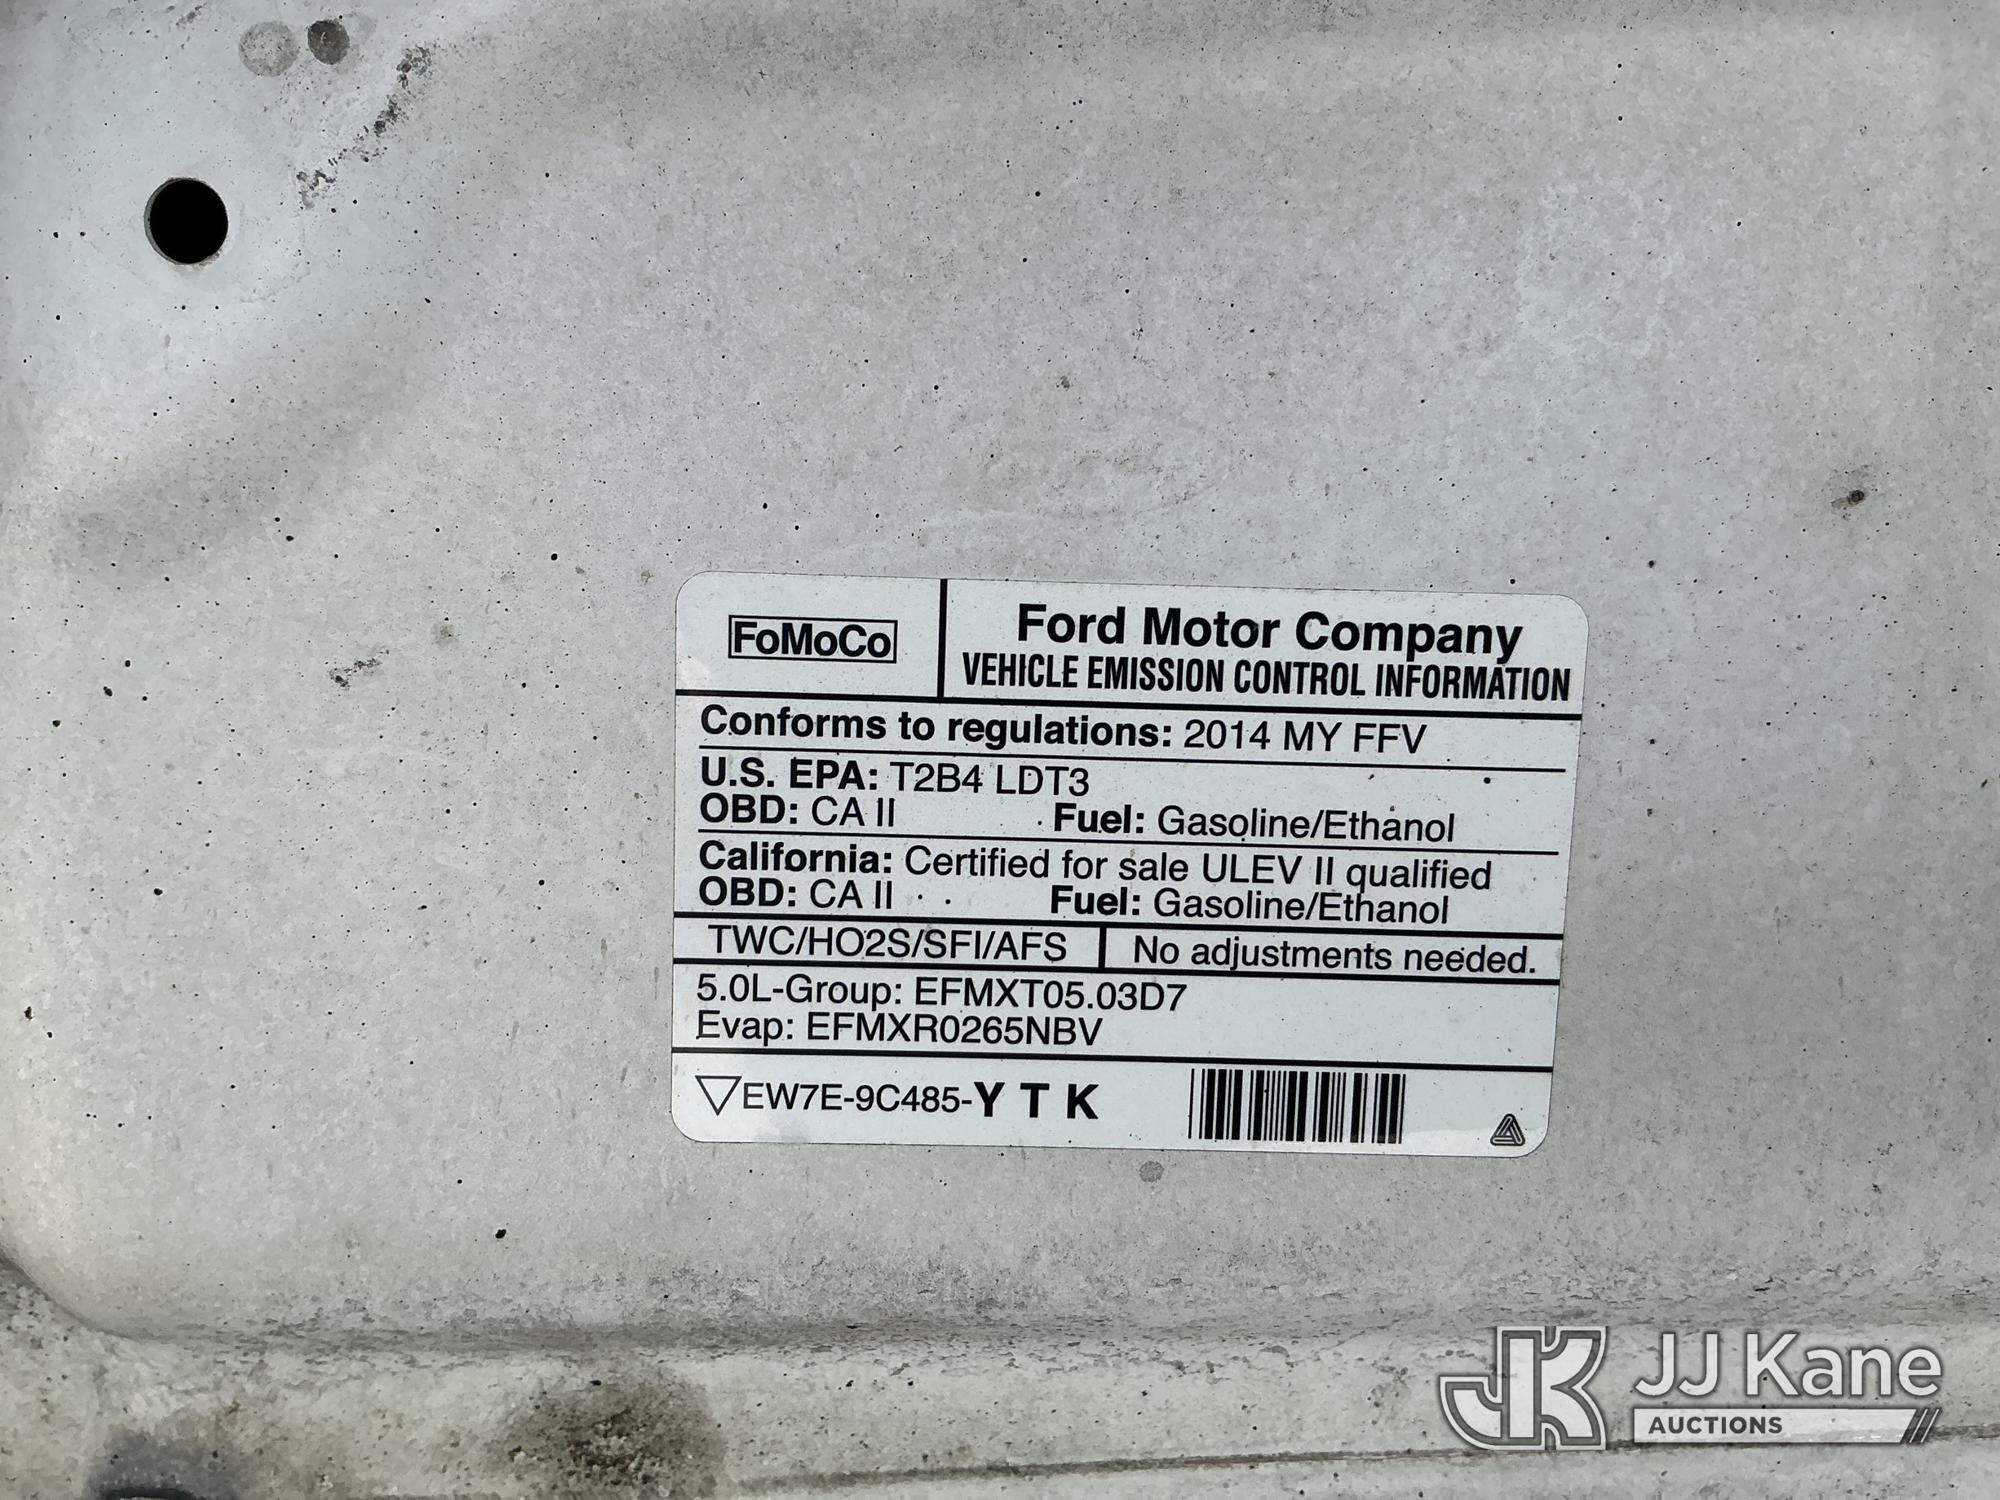 FoMoCo
Ford Motor Company
VEHICLE EMISSION CONTROL INFORMATION
Conforms to regulations: 2014 MY FFV
U.S. EPA: T2B4 LDT3
OBD: CA II Fuel: Gasoline/Ethanol
California: Certified for sale ULEV II qualified
OBD: CA II Fuel: Gasoline/Ethanol
TWC/HO2S/SFI/AFS No adjustments needed.
5.0L-Group: EFMXT05.03D7
Evap: EFMXR0265NBV
EW7E-9C485-Y T K
JK JJ Kane
AUCTIONS